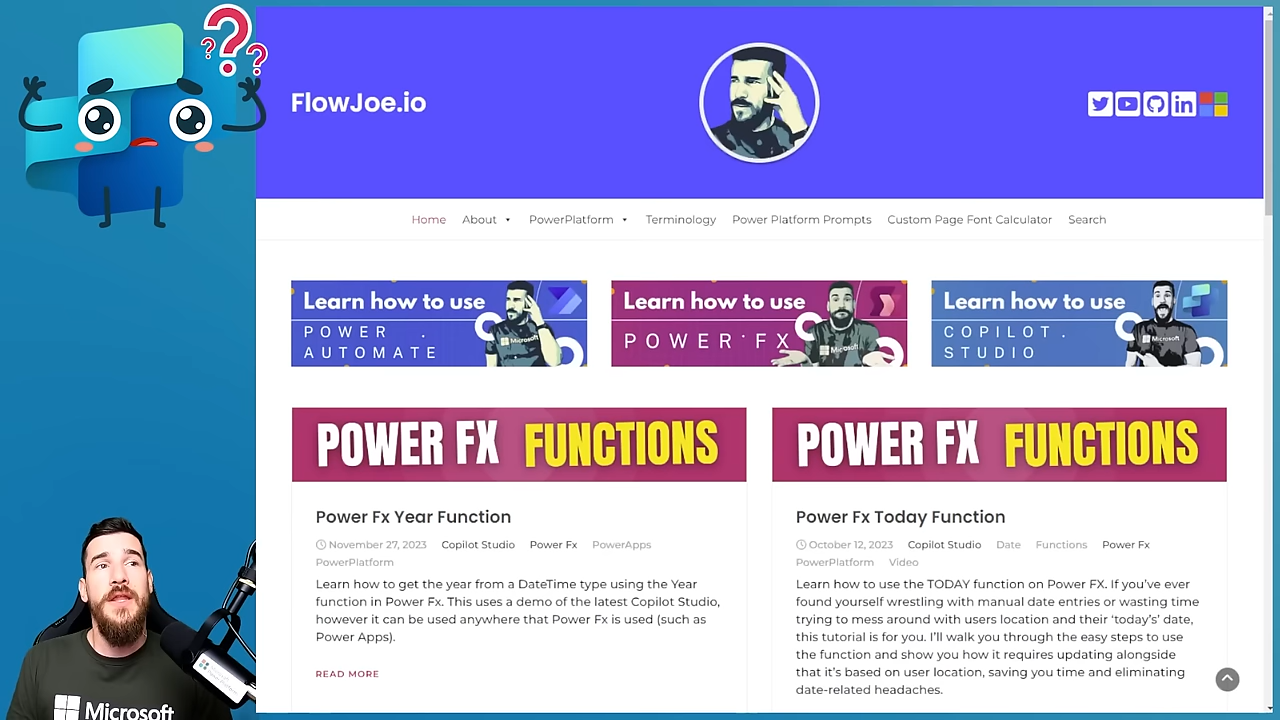 ???
FlowJoe.io
Home About PowerPlatform Terminology Power Platform Prompts Custom Page Font Calculator Search
Learn how to use
POWER
AUTOMATE
Microsoft
Learn how to use
POWER FX
Microsoft
Learn how to use
COPILOT
STUDIO
Microsoft
POWER FX FUNCTIONS
Power Fx Year Function
November 27, 2023 Copilot Studio Power Fx PowerApps
PowerPlatform
Learn how to get the year from a DateTime type using the Year
function in Power Fx. This uses a demo of the latest Copilot Studio,
however it can be used anywhere that Power Fx is used (such as
Power Apps).
READ MORE
POWER FX FUNCTIONS
Power Fx Today Function
October 12, 2023 Copilot Studio Date Functions Power Fx
PowerPlatform Video
Learn how to use the TODAY function on Power FX. If you’ve ever
found yourself wrestling with manual date entries or wasting time
trying to mess around with users location and their ‘today’s’ date,
this tutorial is for you. I’ll walk you through the easy steps to use
the function and show you how it requires updating alongside
that it’s based on user location, saving you time and eliminating
date-related headaches.
Microsoft